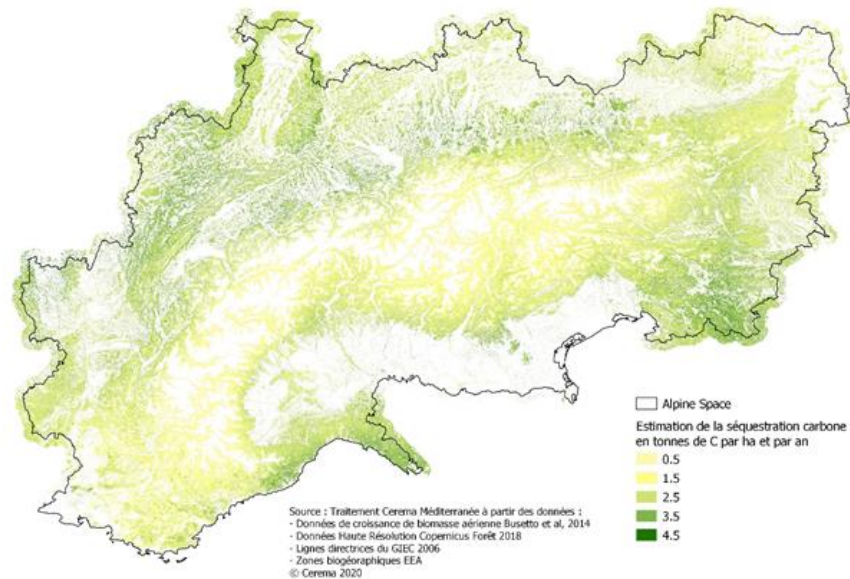 Alpine Space
Estimation de la séquestration carbone
en tonnes de C par ha et par an
0.5
1.5
2.5
3.5
4.5
Source : Traitement Cerema Méditerranée à partir des données :
- Données de croissance de biomasse aérienne Busetto et al, 2014
- Données Haute Résolution Copernicus Forêt 2018
- Lignes directrices du GIEC 2006
- Zones biogéographiques EEA
© Cerema 2020